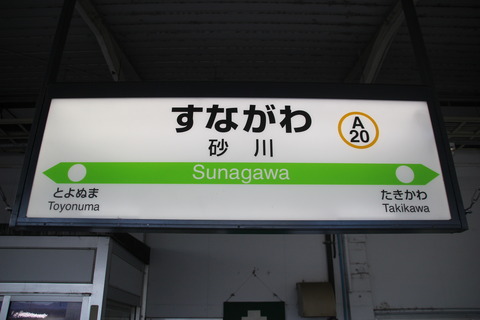 すながわ
A
20
砂川
Sunagawa
とよぬま
たきかわ
Toyonuma
Takikawa